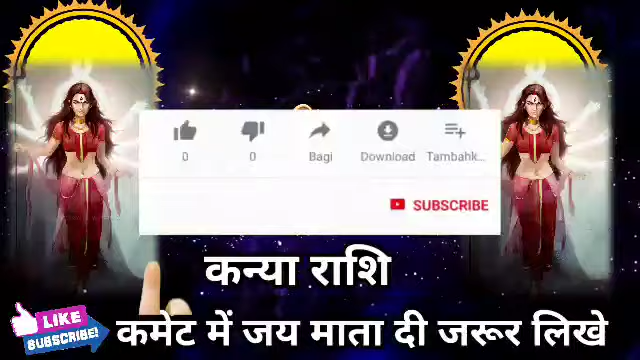 0 0 Bagi Download Tambahk...
SUBSCRIBE
कन्या राशि
LIKE
SUBSCRIBE!
कमेट में जय माता दी जरूर लिखे